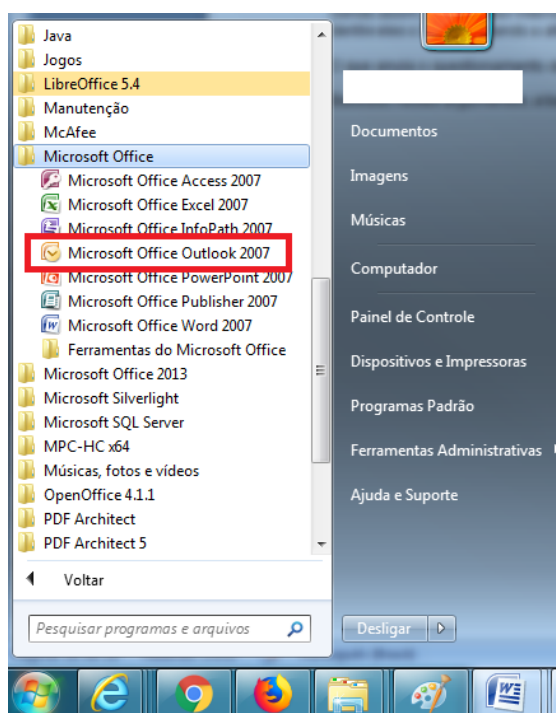 Java
Jogos
LibreOffice 5.4
Manutenção
McAfee
Microsoft Office
Microsoft Office Access 2007
Microsoft Office Excel 2007
Microsoft Office InfoPath 2007
Microsoft Office Outlook 2007
Microsoft Office PowerPoint 2007
Microsoft Office Publisher 2007
Microsoft Office Word 2007
Ferramentas do Microsoft Office
Microsoft Office 2013
Microsoft Silverlight
Microsoft SQL Server
MPC-HC x64
Músicas, fotos e vídeos
OpenOffice 4.1.1
PDF Architect
PDF Architect 5
Voltar
Pesquisar programas e arquivos
Documentos
Imagens
Músicas
Computador
Painel de Controle
Dispositivos e Impressoras
Programas Padrão
Ferramentas Administrativas
Ajuda e Suporte
Desligar